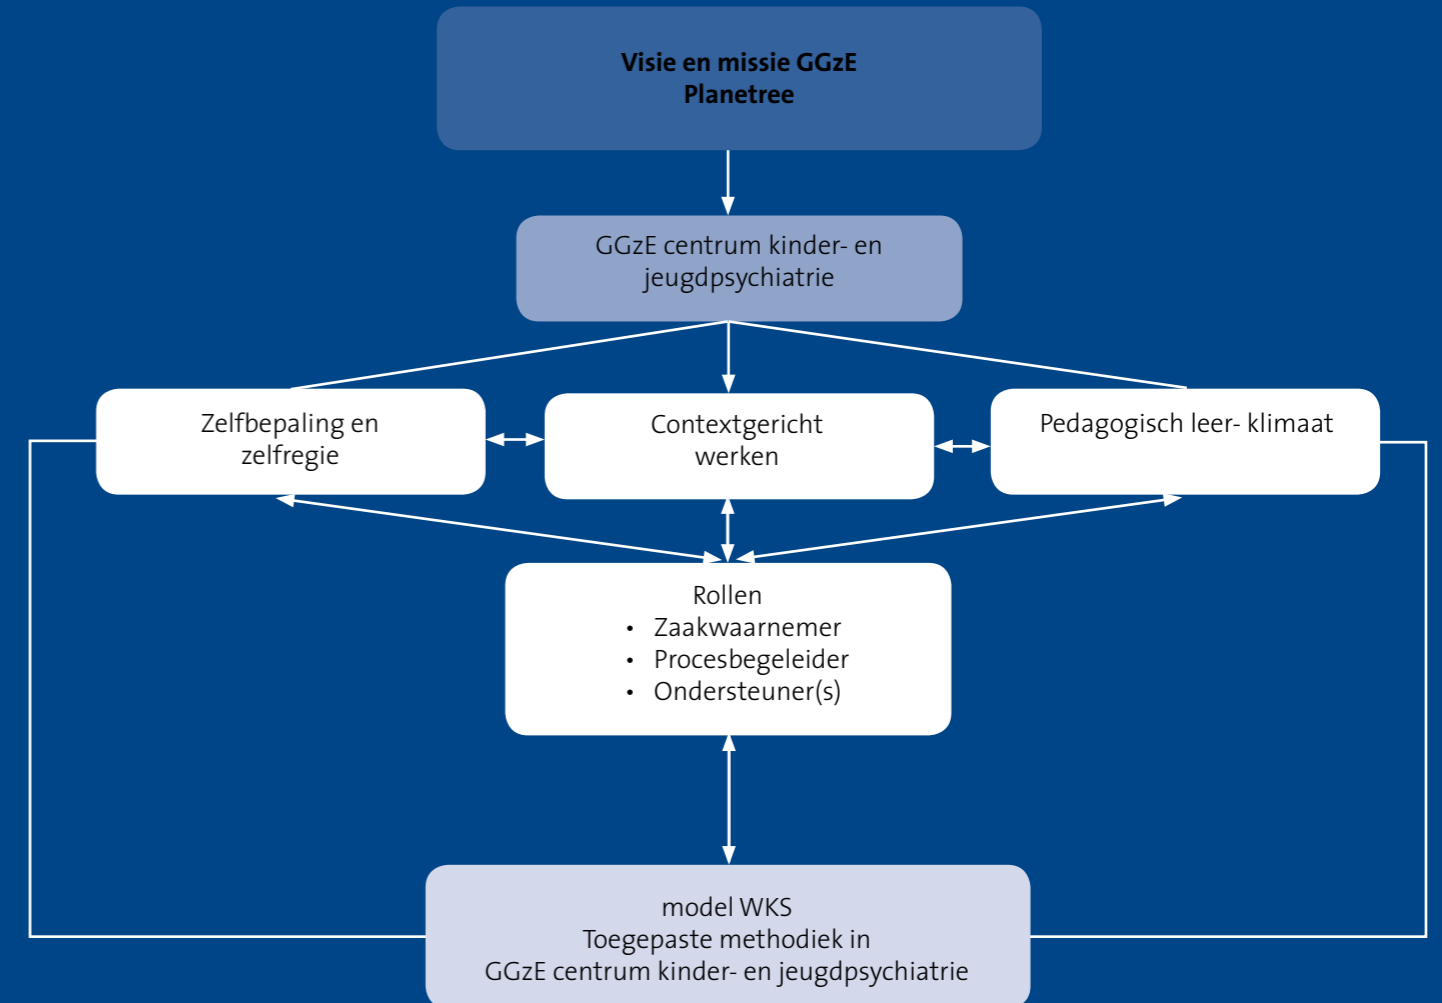 Visie en missie GGzE
Planetree
GGzE centrum kinder- en
jeugdpsychiatrie
Zelfbepaling en
zelfregie
Contextgericht
werken
Pedagogisch leer- klimaat
Rollen
• Zaakwaarnemer
• Procesbegeleider
• Ondersteuner(s)
model WKS
Toegepaste methodiek in
GGzE centrum kinder- en jeugdpsychiatrie